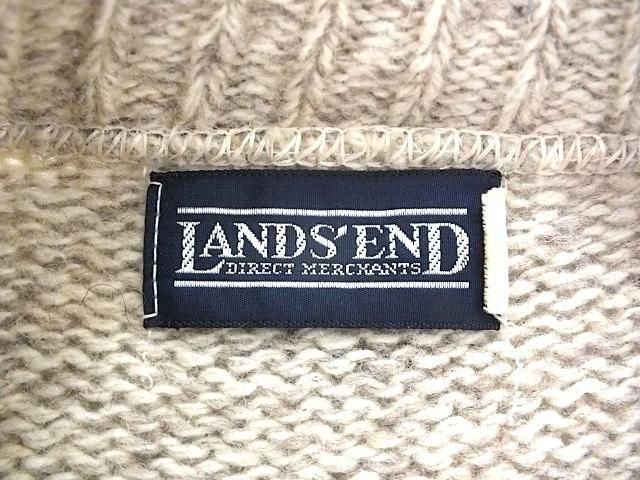 LANDS' END
DIRECT MERCHANTS